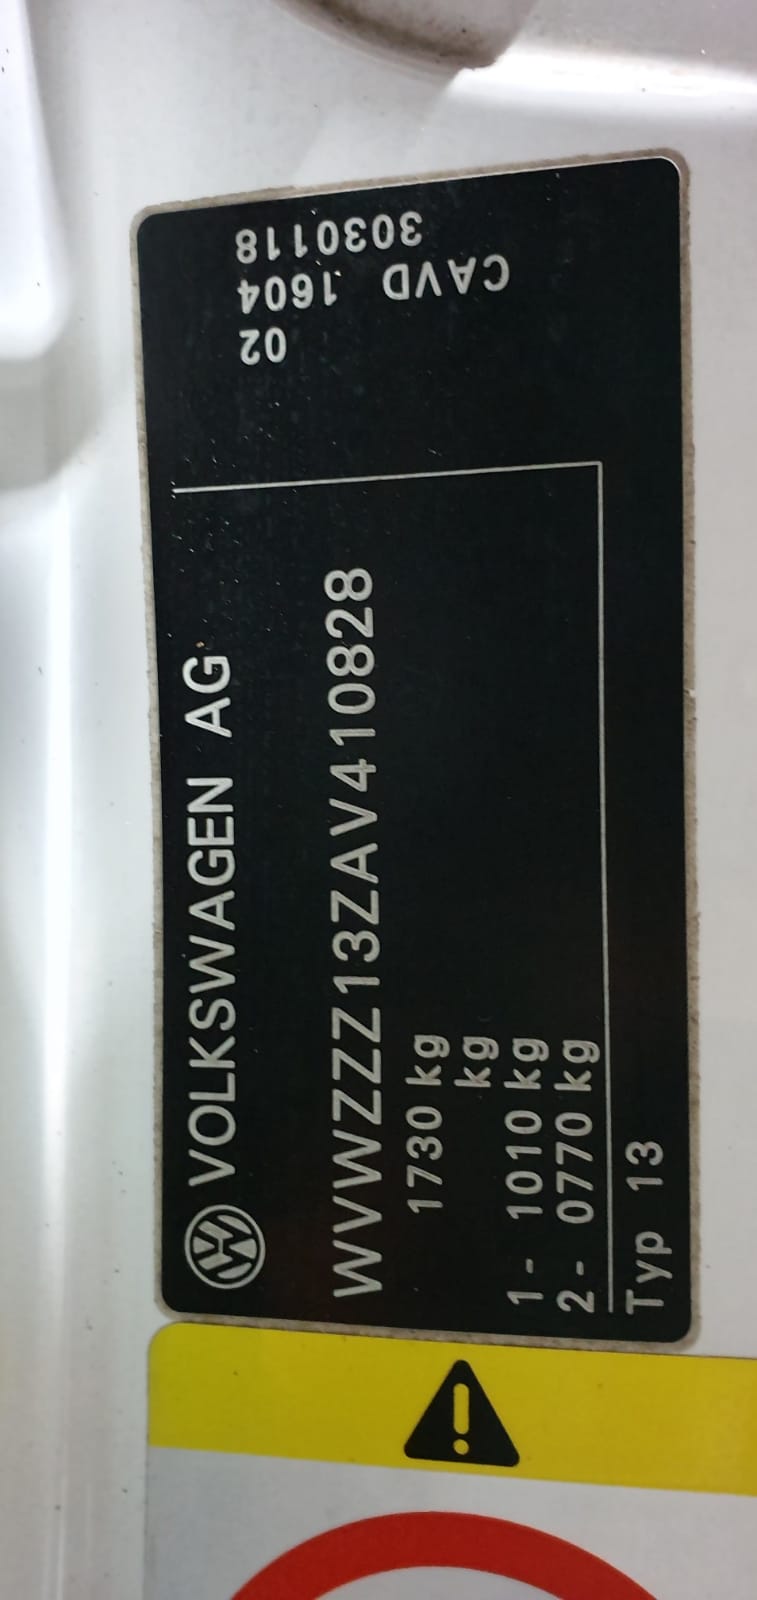 VOLKSWAGEN AG
WVWZZZ13ZAV410828
1730 kg
kg
1- 1010 kg
2- 0770 kg
Typ 13
3030118
CAVD 1604
02